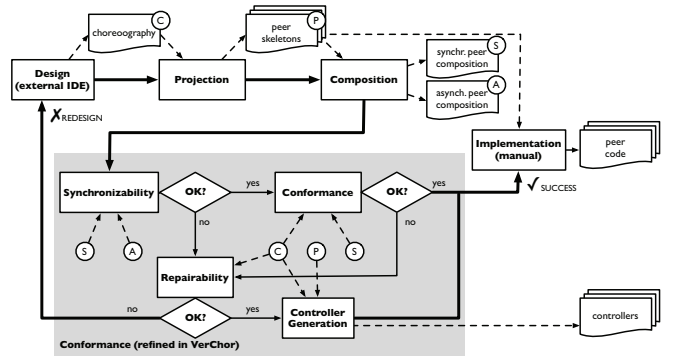 C
choreography
P
peer
skeletons
S
synchr. peer
composition
Design
(external IDE)
Projection
Composition
A
asynch. peer
composition
✗ REDESIGN
Implementation
(manual)
peer
code
✓ SUCCESS
Synchronizability
OK?
yes
Conformance
OK?
yes
no
no
S
A
C
P
S
Repairability
no
OK?
yes
Controller
Generation
controllers
Conformance (refined in VerChor)